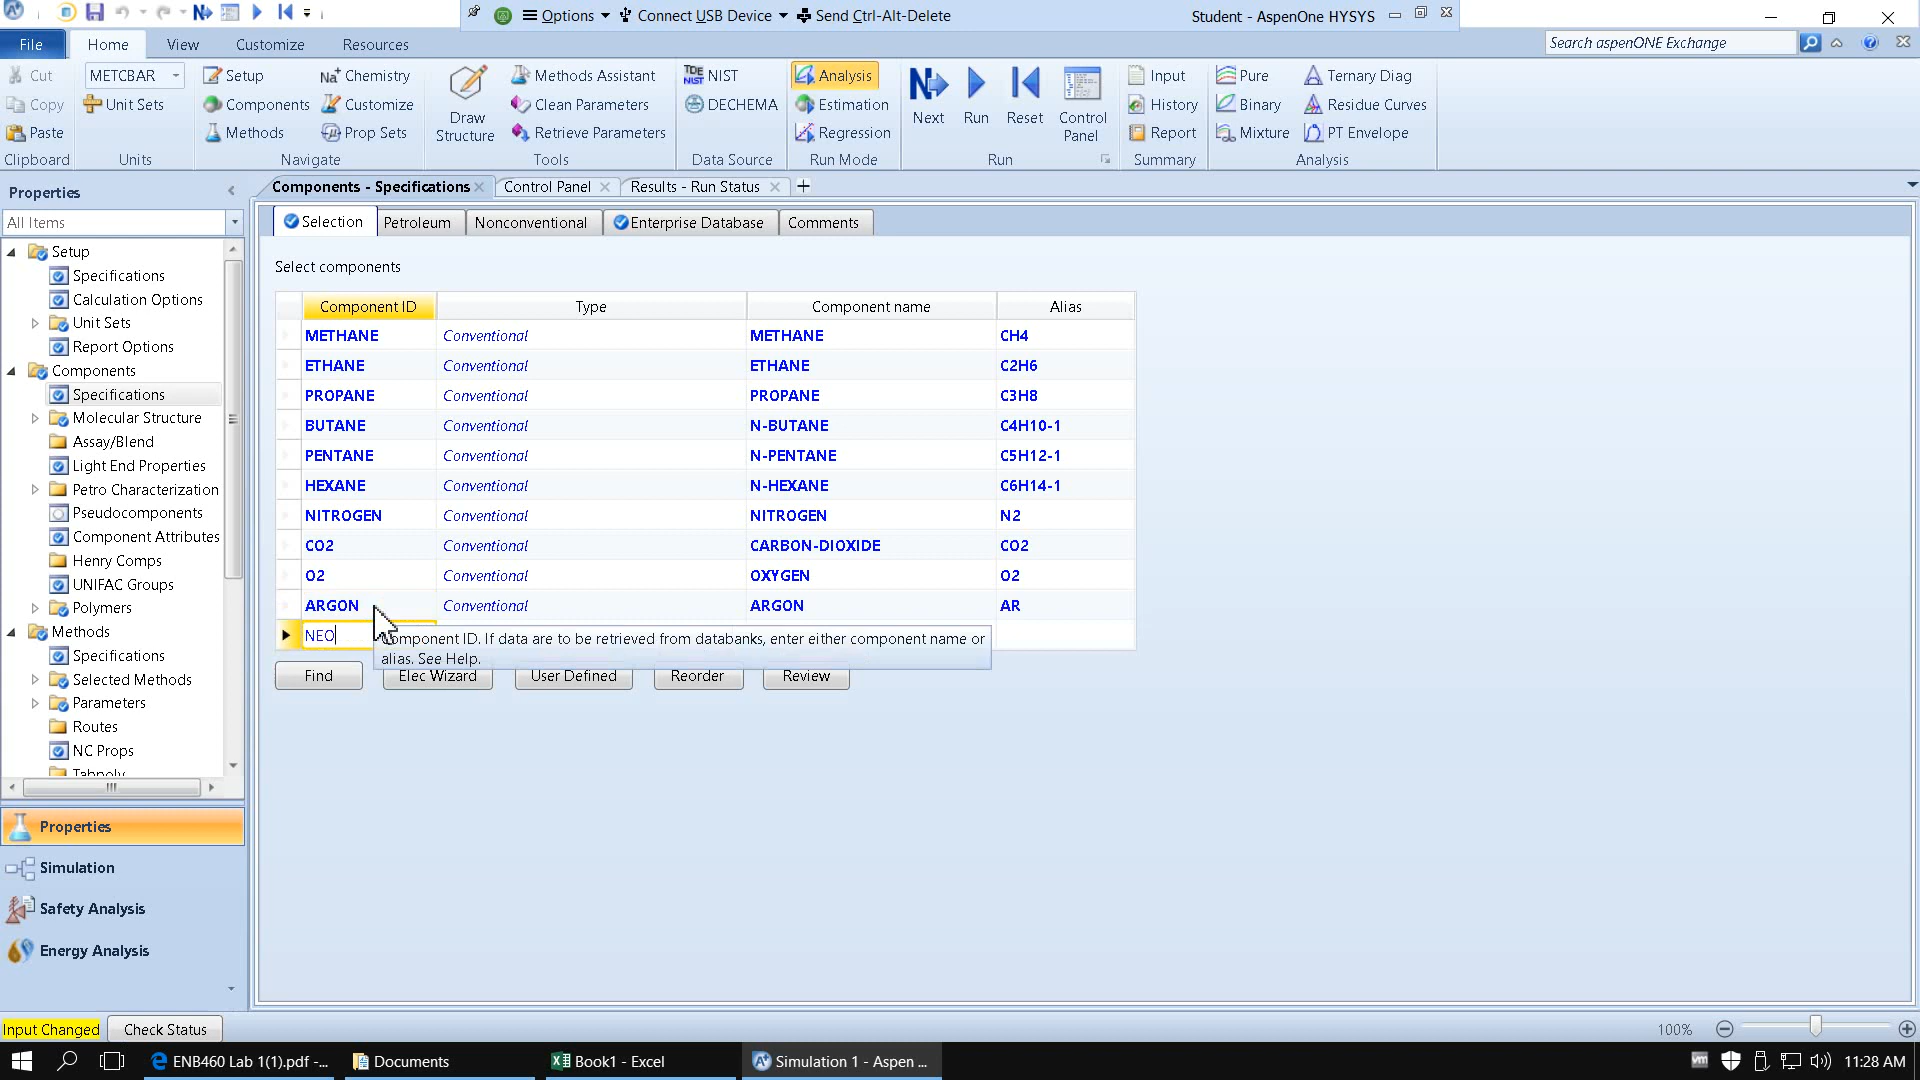 Options
Connect USB Device
Send Ctrl-Alt-Delete
Student - AspenOne HYSYS
File
Home
View
Customize
Resources
Search aspenONE Exchange
Cut
Copy
Paste
Clipboard
METCBAR
Unit Sets
Units
Setup
Components
Methods
Na+ Chemistry
Customize
Prop Sets
Navigate
Draw
Structure
Methods Assistant
Clean Parameters
Retrieve Parameters
Tools
TDE NIST NIST
DECHEMA
Data Source
Analysis
Estimation
Regression
Run Mode
Next
Run
Reset
Control
Panel
Run
Input
History
Report
Summary
Pure
Binary
Mixture
Ternary Diag
Residue Curves
PT Envelope
Analysis
Properties
All Items
Setup
Specifications
Calculation Options
Unit Sets
Report Options
Components
Specifications
Molecular Structure
Assay/Blend
Light End Properties
Petro Characterization
Pseudocomponents
Component Attributes
Henry Comps
UNIFAC Groups
Polymers
Methods
Specifications
Selected Methods
Parameters
Routes
NC Props
Tabpoly
Properties
Simulation
Safety Analysis
Energy Analysis
Components - Specifications
Control Panel
Results - Run Status
Selection
Petroleum
Nonconventional
Enterprise Database
Comments
Select components
Component ID Type Component name Alias
METHANE Conventional METHANE CH4
ETHANE Conventional ETHANE C2H6
PROPANE Conventional PROPANE C3H8
BUTANE Conventional N-BUTANE C4H10-1
PENTANE Conventional N-PENTANE C5H12-1
HEXANE Conventional N-HEXANE C6H14-1
NITROGEN Conventional NITROGEN N2
CO2 Conventional CARBON-DIOXIDE CO2
O2 Conventional OXYGEN O2
ARGON Conventional ARGON AR
NEO
omponent ID. If data are to be retrieved from databanks, enter either component name or
alias. See Help.
Find
Elec Wizard
User Defined
Reorder
Review
Input Changed
Check Status
100%
ENB460 Lab 1(1).pdf -...
Documents
Book1 - Excel
Simulation 1 - Aspen ...
vm
11:28 AM